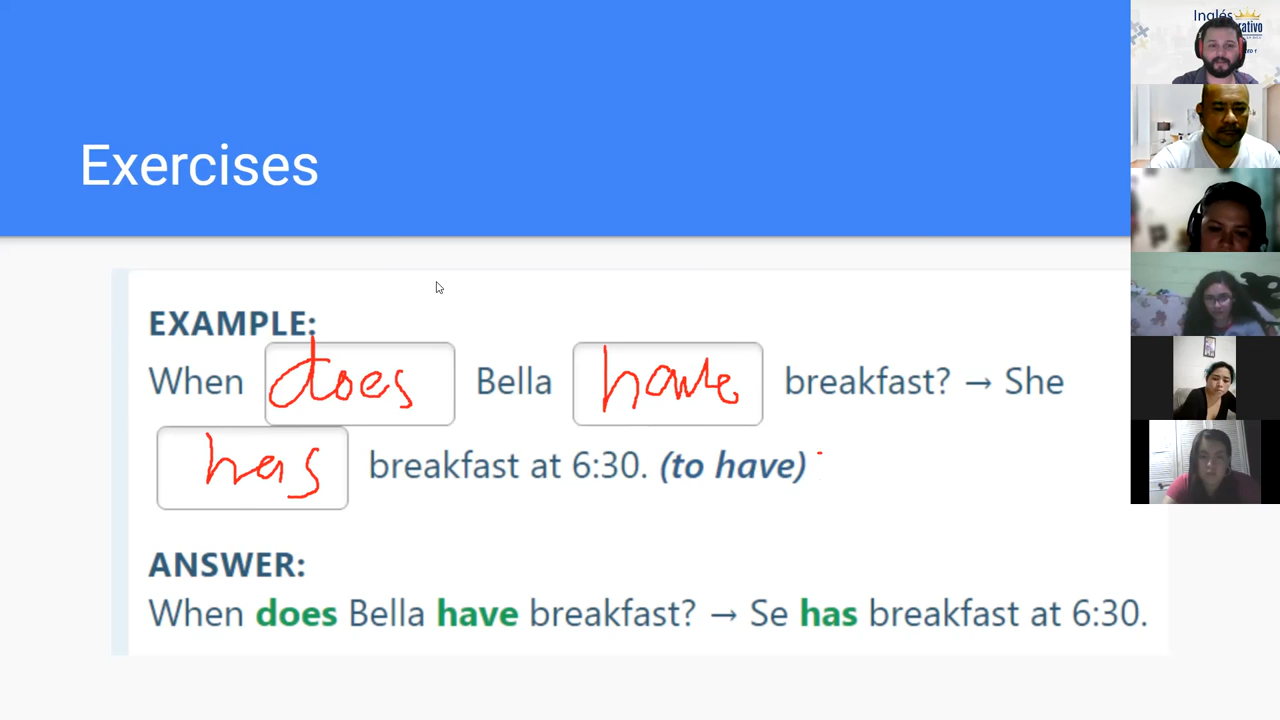 Inglés
rativo
Exercises
EXAMPLE:
When does Bella have breakfast? → She
has breakfast at 6:30. (to have)
ANSWER:
When does Bella have breakfast? → Se has breakfast at 6:30.